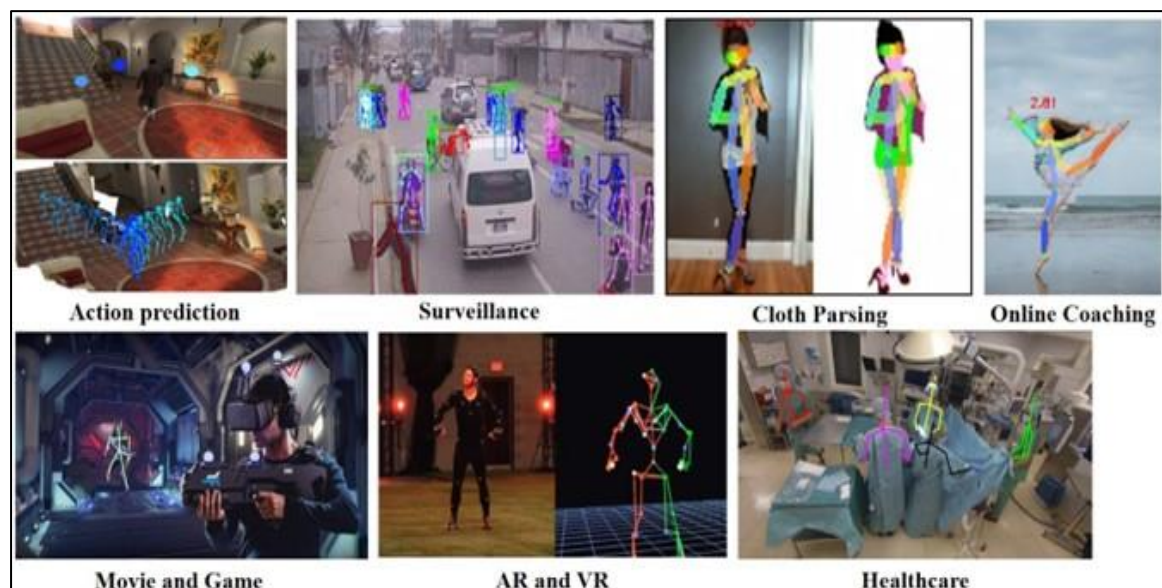 2.81
Action prediction
Surveillance
Cloth Parsing
Online Coaching
Movie and Game
AR and VR
Healthcare